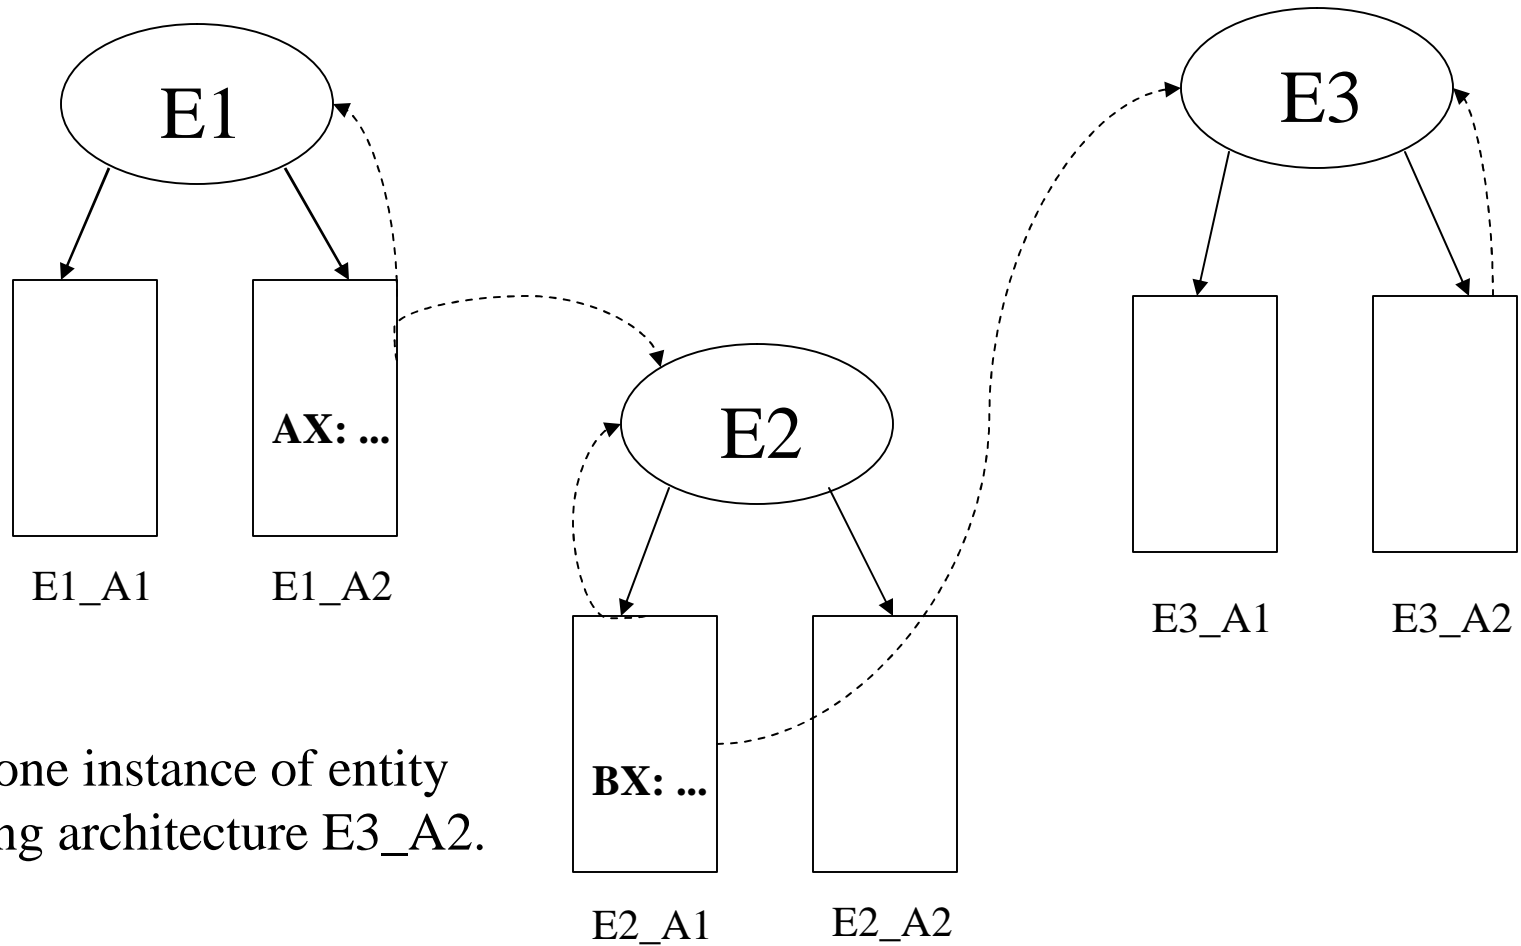 E1
E3
AX: ...
E2
E1_A1
E1_A2
E3_A1
E3_A2
one instance of entity
BX: ...
ng architecture E3_A2.
E2_A1
E2_A2